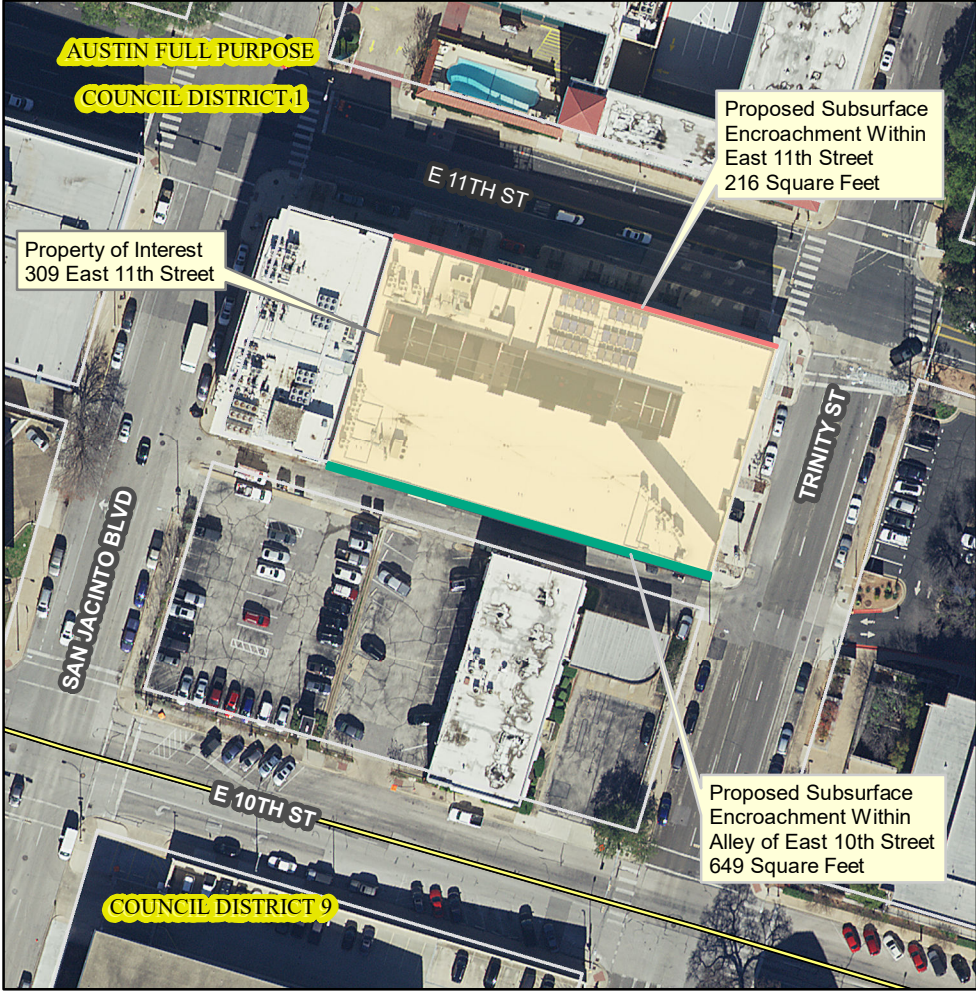 AUSTIN FULL PURPOSE
COUNCIL DISTRICT 1
Proposed Subsurface
Encroachment Within
East 11th Street
216 Square Feet
E 11TH ST
Property of Interest
309 East 11th Street
TRINITY ST
SAN JACINTO BLVD
E 10TH ST
Proposed Subsurface
Encroachment Within
Alley of East 10th Street
649 Square Feet
COUNCIL DISTRICT 9